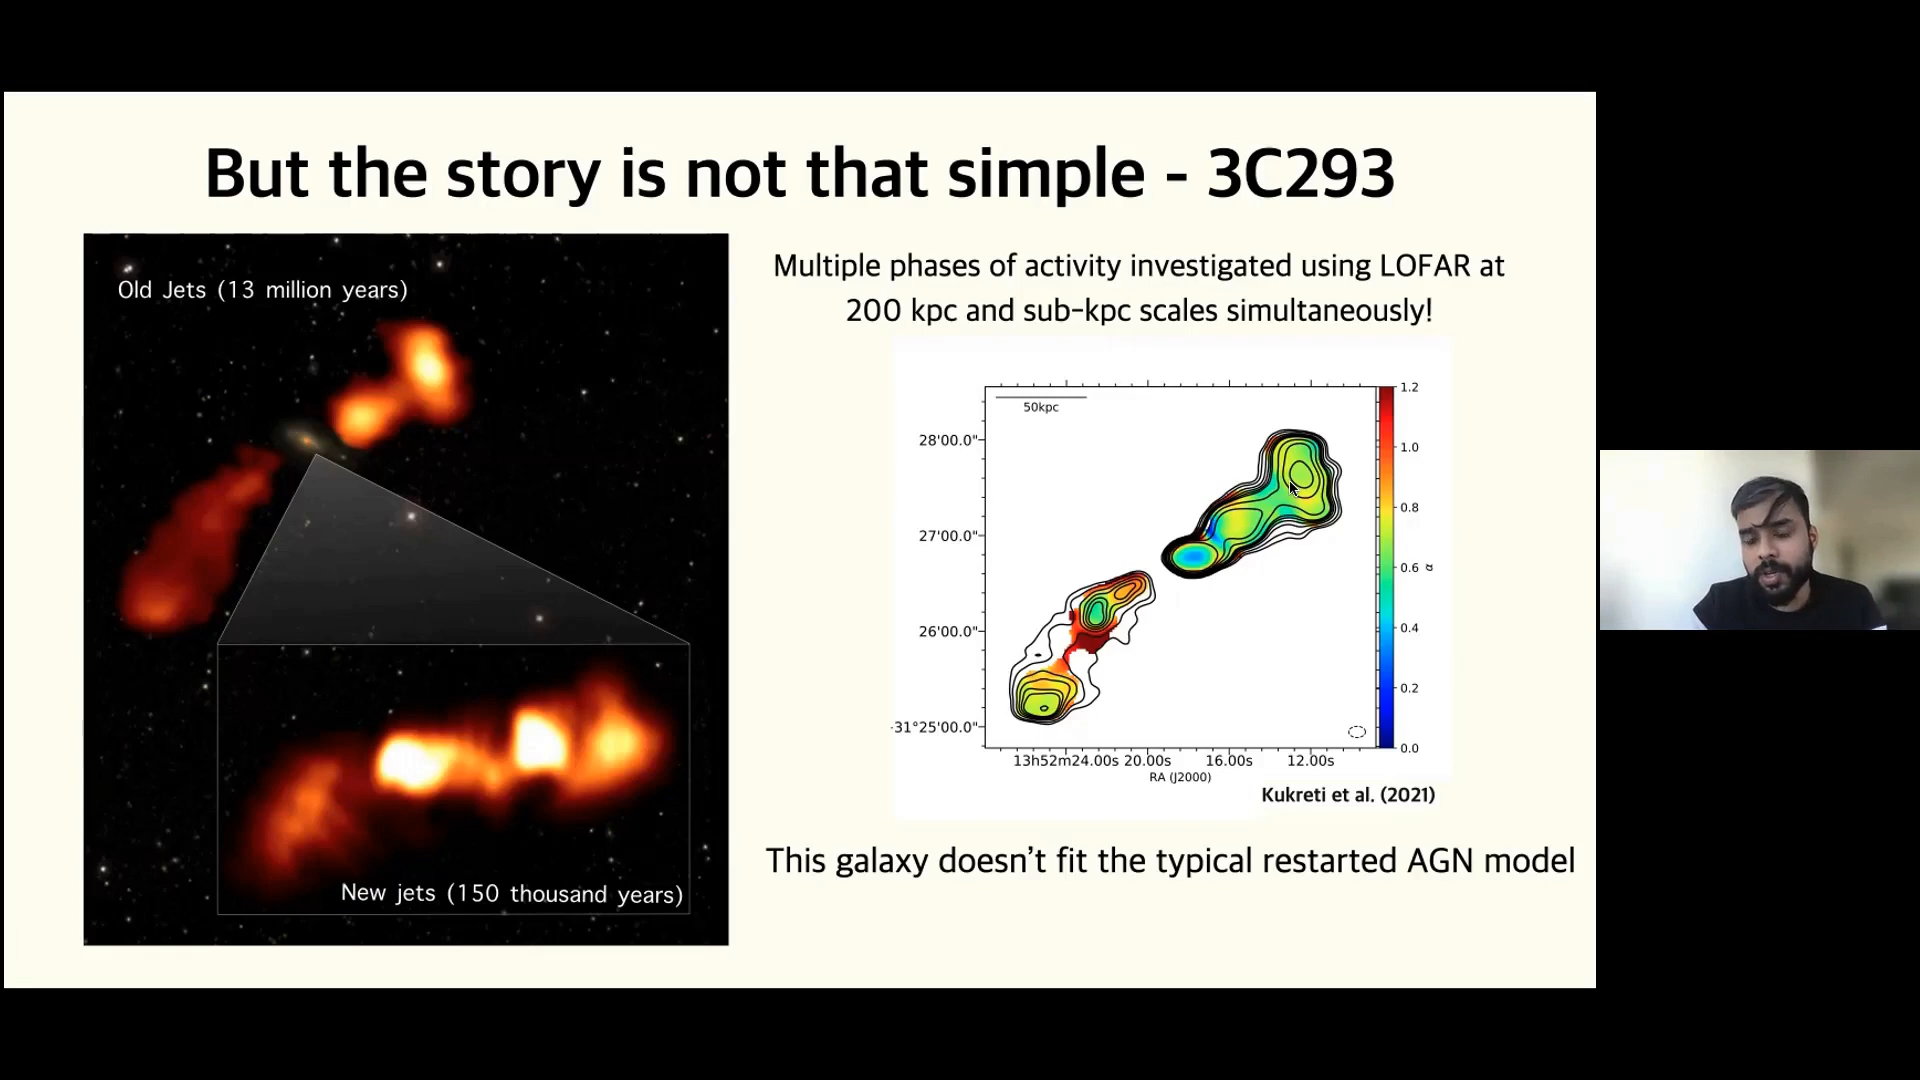 But the story is not that simple - 3C293
Old Jets (13 million years)
New jets (150 thousand years)
Multiple phases of activity investigated using LOFAR at
200 kpc and sub-kpc scales simultaneously!
50kpc
28'00.0"
27'00.0"
26'00.0"
31°25'00.0"
13h52m24.00s 20.00s 16.00s 12.00s
RA (J2000)
1.2
1.0
0.8
0.6
α
0.4
0.2
0.0
Kukreti et al. (2021)
This galaxy doesn't fit the typical restarted AGN model